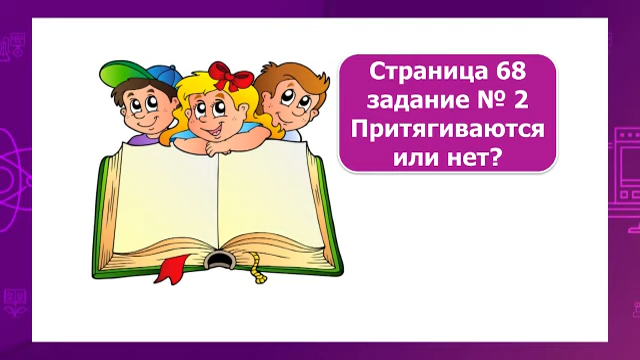 Страница 68
задание № 2
Притягиваются
или нет?